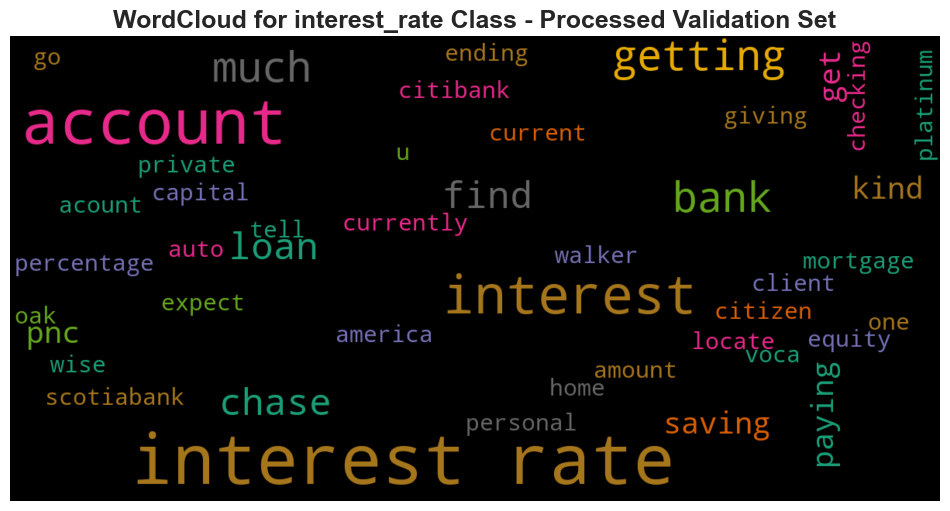 WordCloud for interest_rate Class - Processed Validation Set
go
much
ending
getting
get
checking
platinum
citibank
account
current
giving
u
private
capital
find
bank
kind
acount
currently
tell
auto
loan
percentage
walker
mortgage
client
expect
interest
citizen
oak
pnc
america
one
locate
equity
voca
wise
amount
paying
home
scotiabank
chase
personal
saving
interest rate